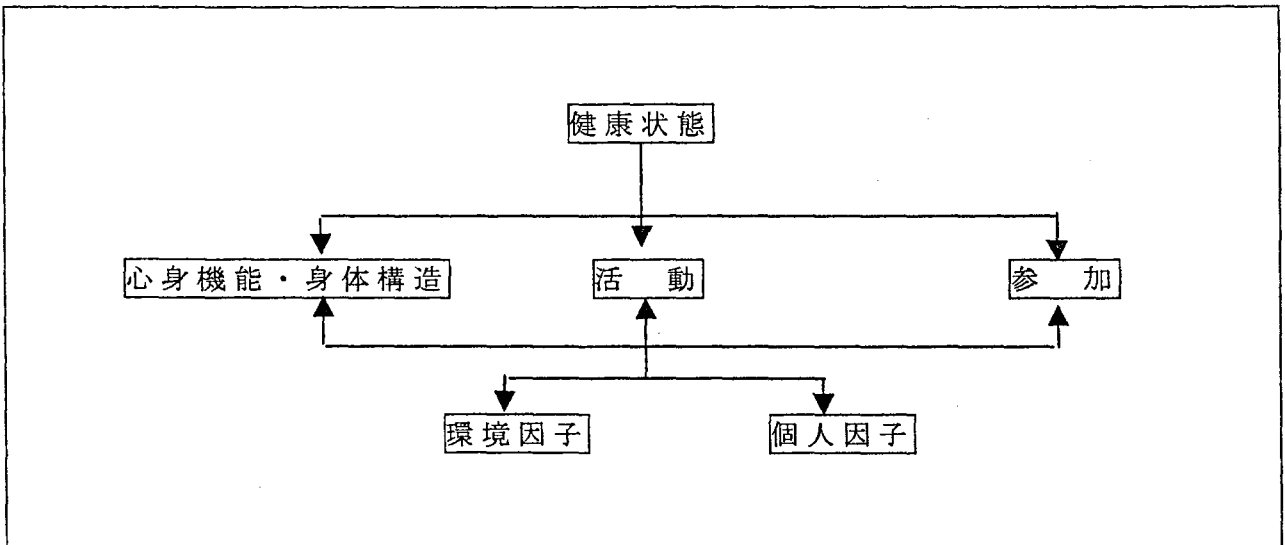 健康状態
心身機能・身体構造
活　動
参　加
環境因子
個人因子